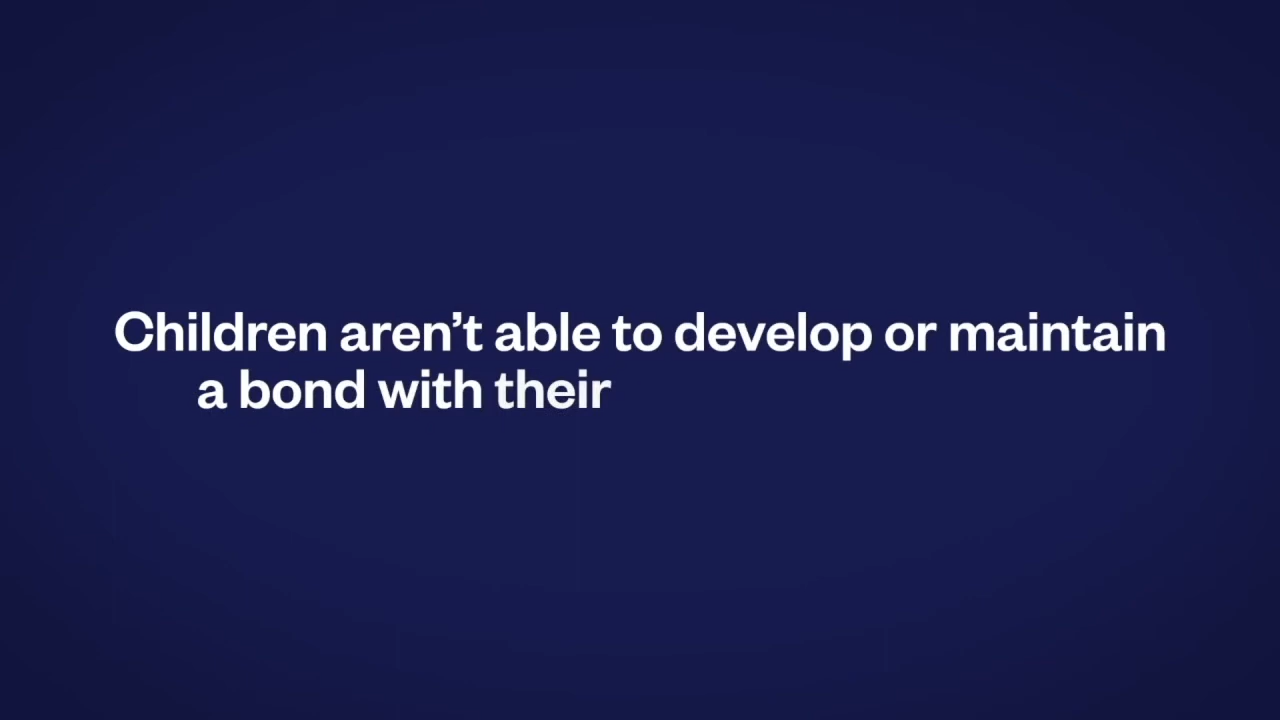 Children aren’t able to develop or maintain
a bond with their